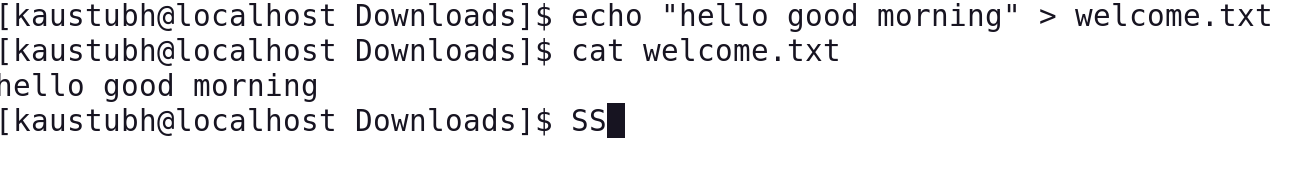 [kaustubh@localhost Downloads]$ echo "hello good morning" > welcome.txt
[kaustubh@localhost Downloads]$ cat welcome.txt
hello good morning
[kaustubh@localhost Downloads]$ SS